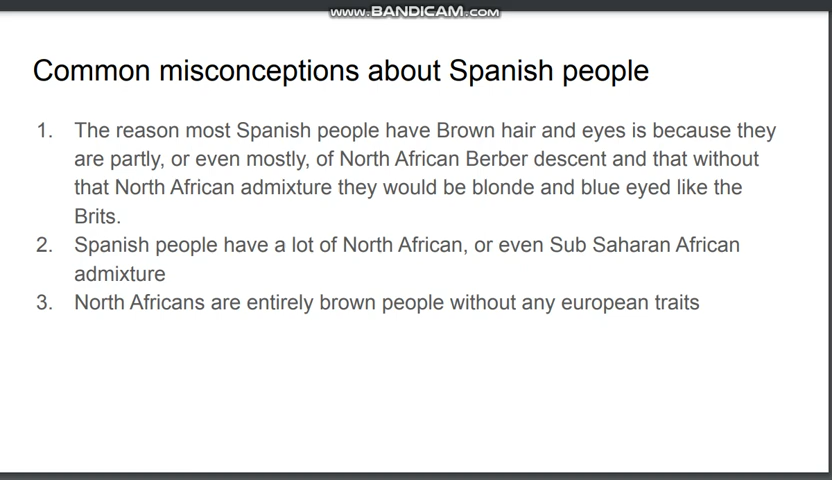 www.BANDICAM.com
Common misconceptions about Spanish people
1. The reason most Spanish people have Brown hair and eyes is because they
are partly, or even mostly, of North African Berber descent and that without
that North African admixture they would be blonde and blue eyed like the
Brits.
2. Spanish people have a lot of North African, or even Sub Saharan African
admixture
3. North Africans are entirely brown people without any european traits